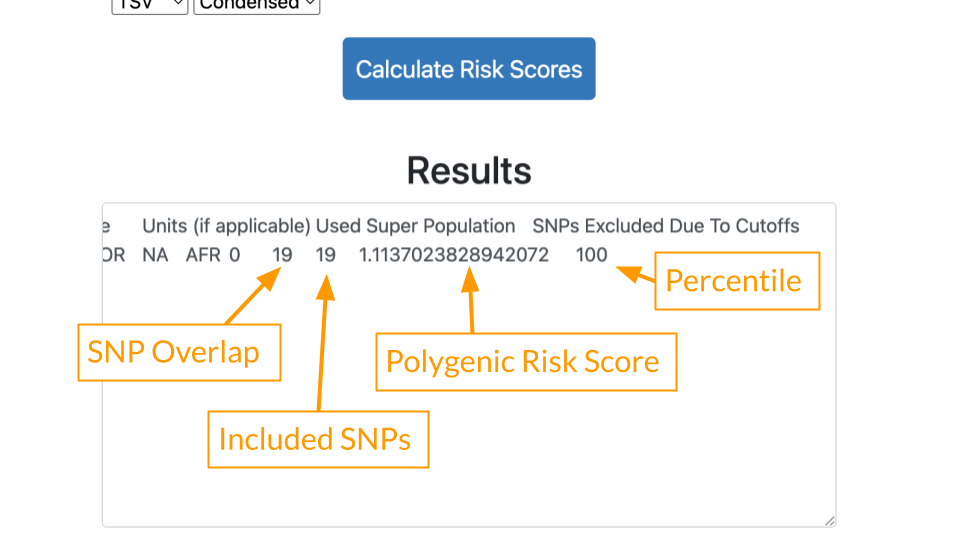 TSV Condensed
Calculate Risk Scores
Results
e Units (if applicable) Used Super Population SNPs Excluded Due To Cutoffs
OR NA AFR 0 19 19 1.1137023828942072 100
Percentile
SNP Overlap
Polygenic Risk Score
Included SNPs